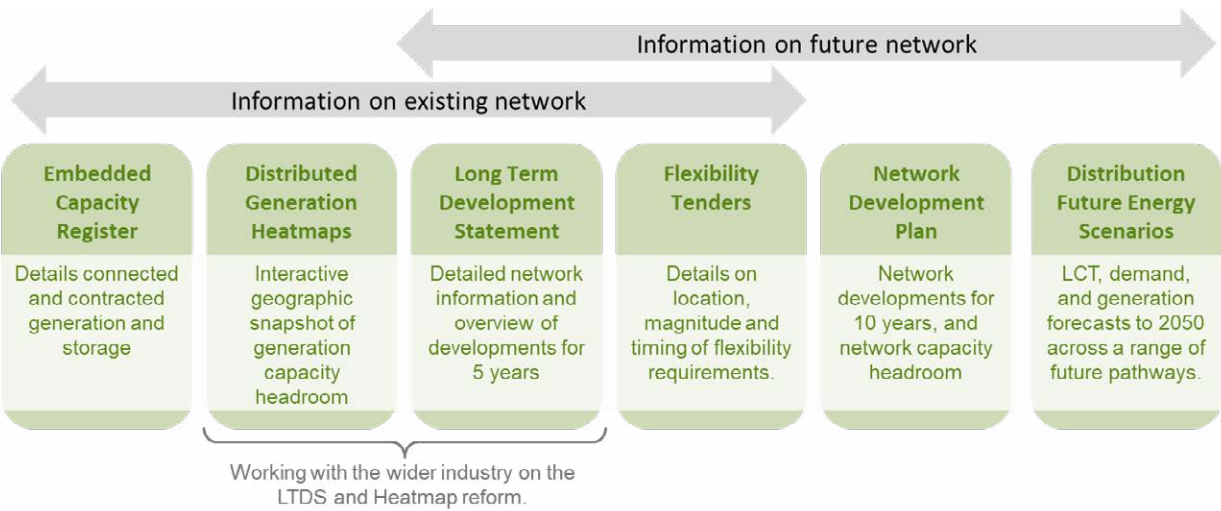 Information on future network
Information on existing network
Embedded
Capacity
Register
Details connected
and contracted
generation and
storage
Distributed
Generation
Heatmaps
Interactive
geographic
snapshot of
generation
capacity
headroom
Long Term
Development
Statement
Detailed network
information and
overview of
developments for
5 years
Flexibility
Tenders
Details on
location,
magnitude and
timing of flexibility
requirements.
Network
Development
Plan
Network
developments for
10 years, and
network capacity
headroom
Distribution
Future Energy
Scenarios
LCT, demand,
and generation
forecasts to 2050
across a range of
future pathways.
Working with the wider industry on the
LTDS and Heatmap reform.